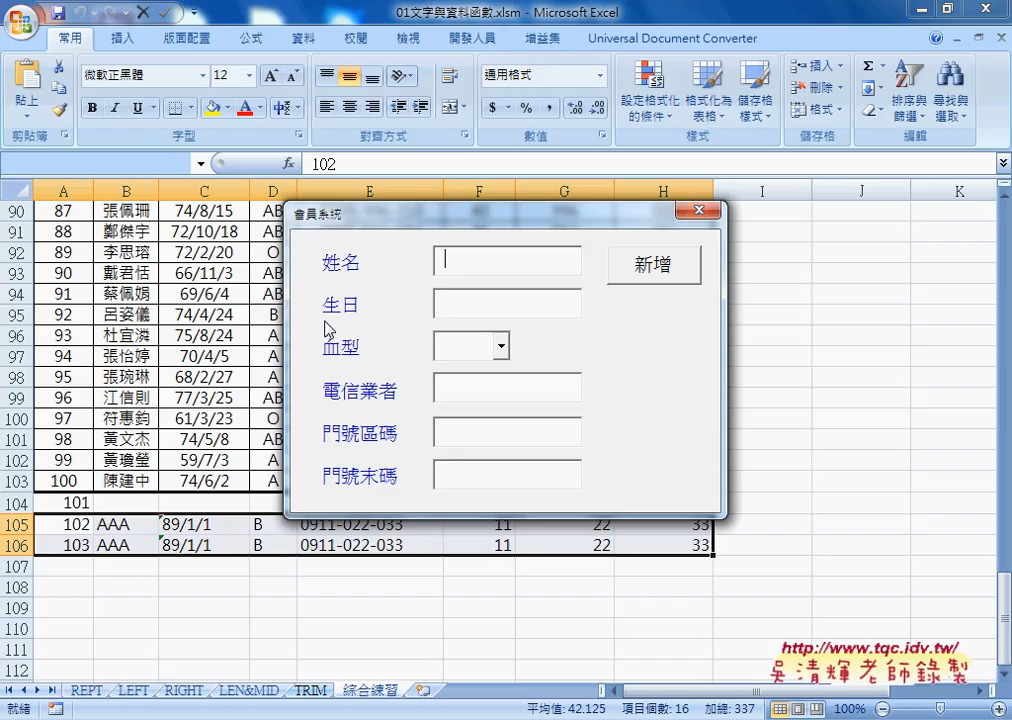 01文字與資料函數.xlsm - Microsoft Excel
常用 插入 版面配置 公式 資料 校閱 檢視 開發人員 增益集 Universal Document Converter
貼上 微軟正黑體 12 通用格式 設定格式化的條件 格式化為表格 儲存格樣式 插入 刪除 格式 排序與篩選 尋找與選取
剪貼簿 字型 對齊方式 數值 樣式 儲存格 編輯
102
A B C D E F G H I J K
90 87 張佩珊 74/8/15 AB
91 88 鄭傑宇 72/10/18 AB
92 89 李思瑢 72/2/20 O
93 90 戴君恬 66/11/3 AB
94 91 蔡佩娟 69/6/4 AB
95 92 呂姿儀 74/4/24 B
96 93 杜宜潾 75/8/24 A
97 94 張怡婷 70/4/5 A
98 95 張琬琳 68/2/27 A
99 96 江信則 77/3/25 AB
100 97 符惠鈞 61/3/23 O
101 98 黃文杰 74/5/8 AB
102 99 黃瓊瑩 59/7/3 A
103 100 陳建中 74/6/2 A
104 101
105 102 AAA 89/1/1 B 0911-022-033 11 22 33
106 103 AAA 89/1/1 B 0911-022-033 11 22 33
107
108
109
110
111
112
會員系統
姓名 新增
生日
血型
電信業者
門號區碼
門號末碼
http://www.tqc.idv.tw/
吳清輝老師錄製
REPT LEFT RIGHT LEN&MID TRIM 綜合練習
就緒 平均值: 42.125 項目個數: 16 加總: 337 100%